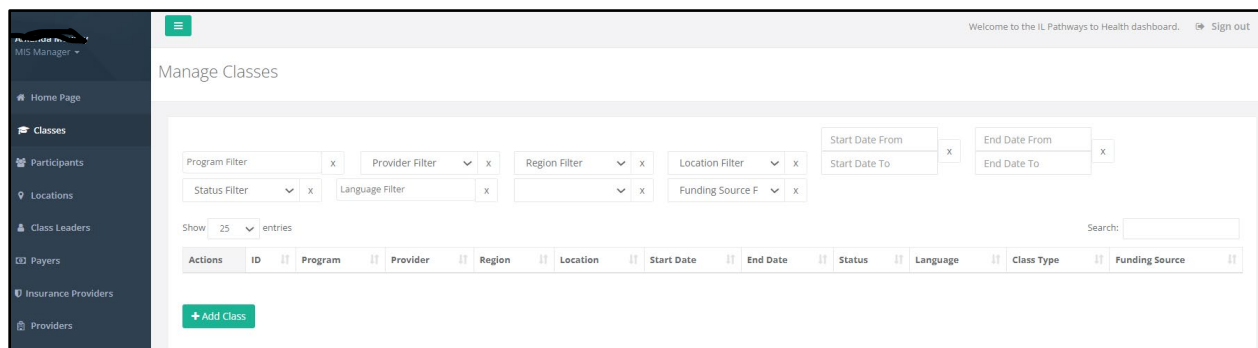 MIS Manager
Home Page
Classes
Participants
Locations
Class Leaders
Payers
Insurance Providers
Providers
Welcome to the IL Pathways to Health dashboard. Sign out
Manage Classes
Start Date From x End Date From x
Program Filter x Provider Filter x Region Filter x Location Filter x Start Date To End Date To
Status Filter x Language Filter x x Funding Source F x
Show 25 entries Search:
Actions ID Program Provider Region Location Start Date End Date Status Language Class Type Funding Source
+ Add Class